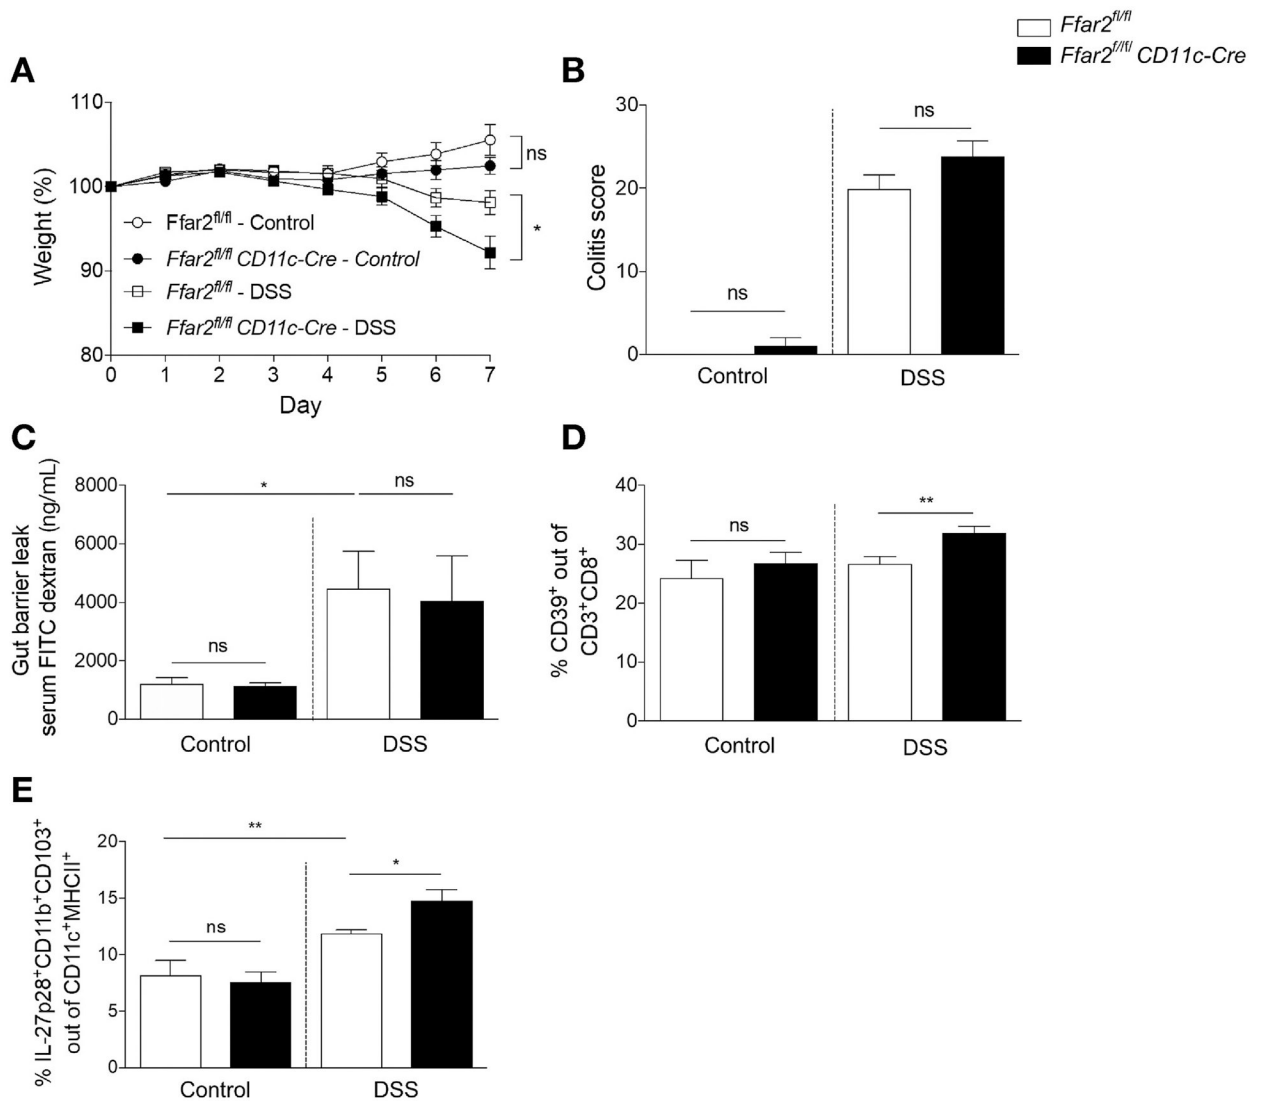 Ffar2fl/fl
Ffar2f/lfl/ CD11c-Cre
A
110
100
90
80
Weight (%)
ns
*
Ffar2fl/fl - Control
Ffar2fl/fl CD11c-Cre - Control
Ffar2fl/fl - DSS
Ffar2fl/fl CD11c-Cre - DSS
0 1 2 3 4 5 6 7
Day
B
30
20
10
0
Colitis score
ns
ns
Control DSS
C
8000
6000
4000
2000
0
Gut barrier leak
serum FITC dextran (ng/mL)
* ns
ns
Control DSS
D
40
30
20
10
0
% CD39+ out of
CD3+CD8+
ns
**
Control DSS
E
20
15
10
5
0
% IL-27p28+CD11b+CD103+
out of CD11c+MHCII+
**
*
ns
Control DSS